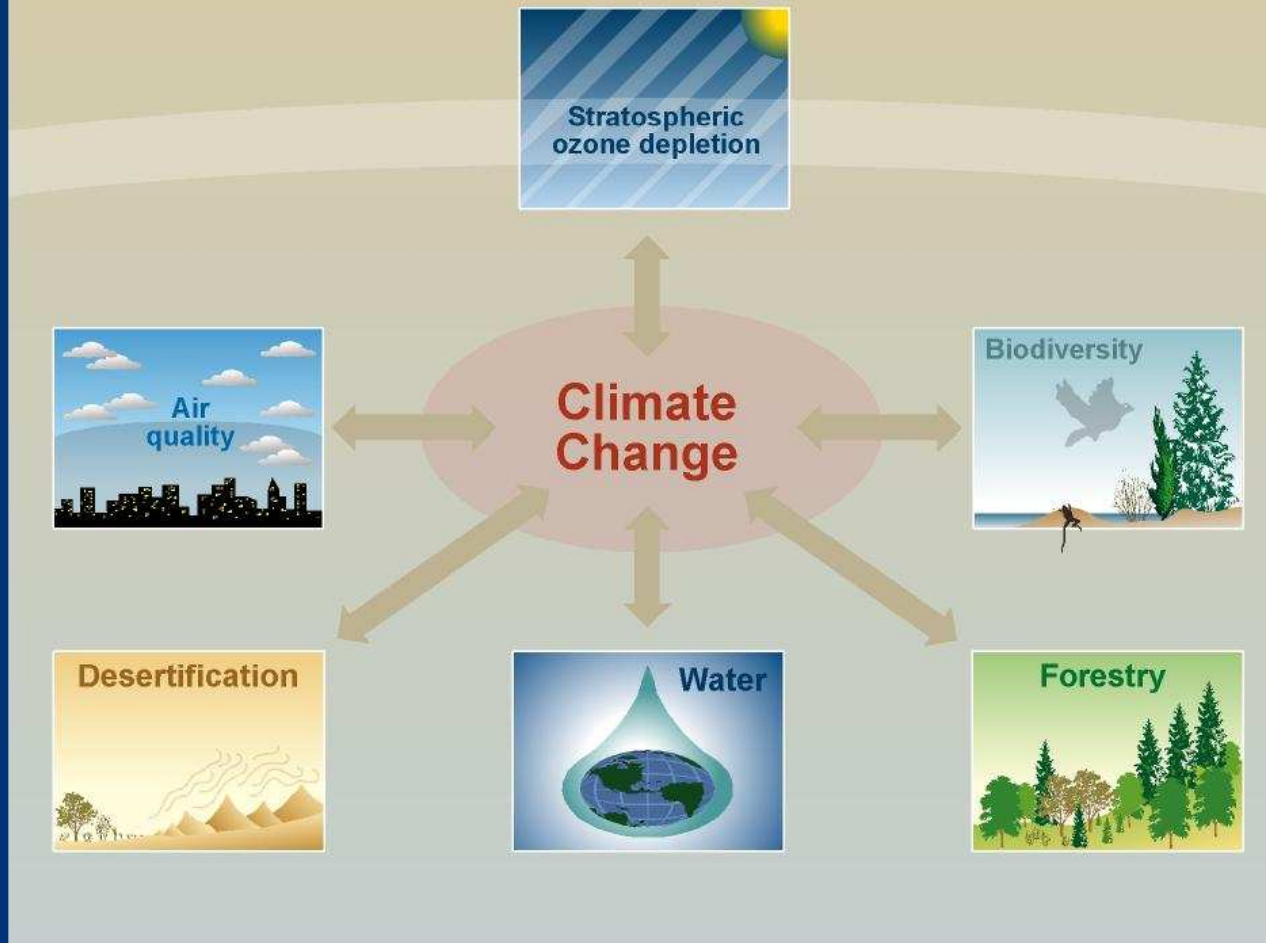 Stratospheric
ozone depletion
Air
quality
Climate
Change
Biodiversity
Desertification
Water
Forestry